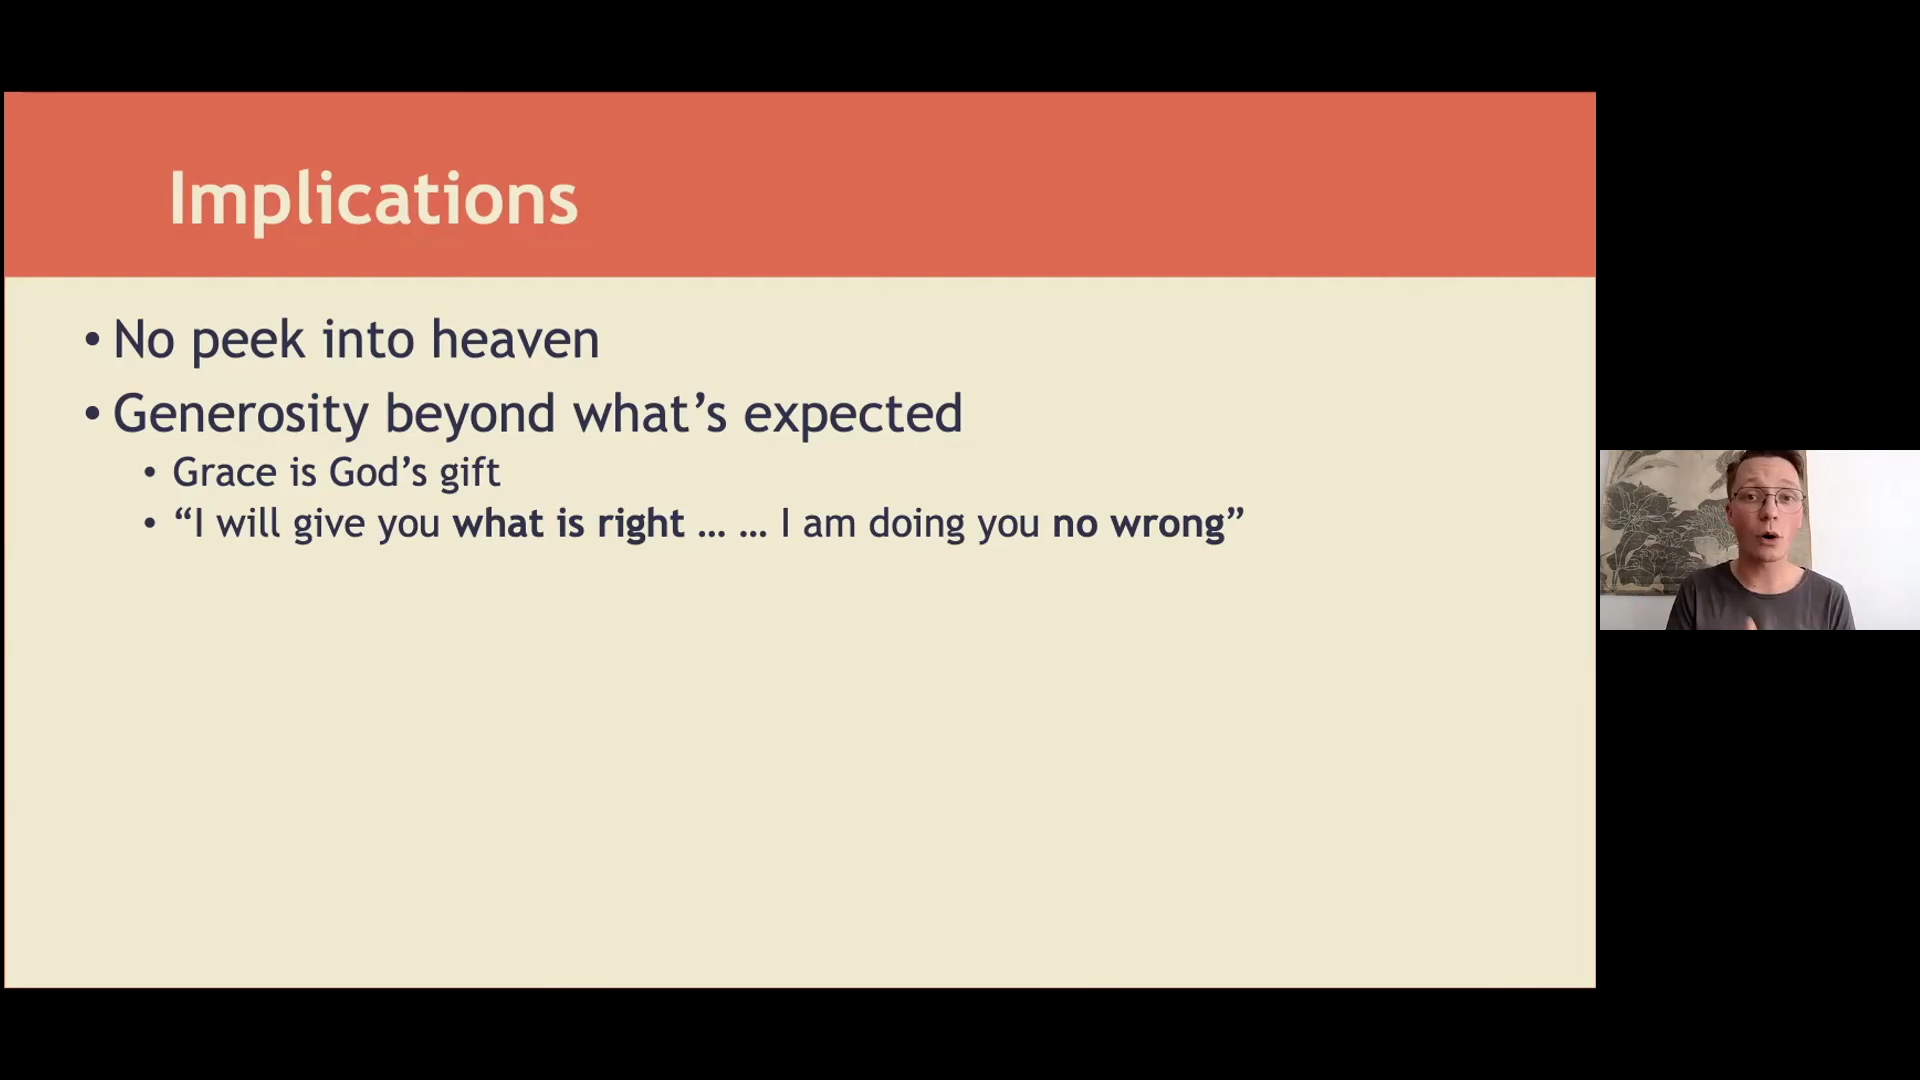 Implications
• No peek into heaven
• Generosity beyond what’s expected
• Grace is God’s gift
• “I will give you what is right … … I am doing you no wrong”